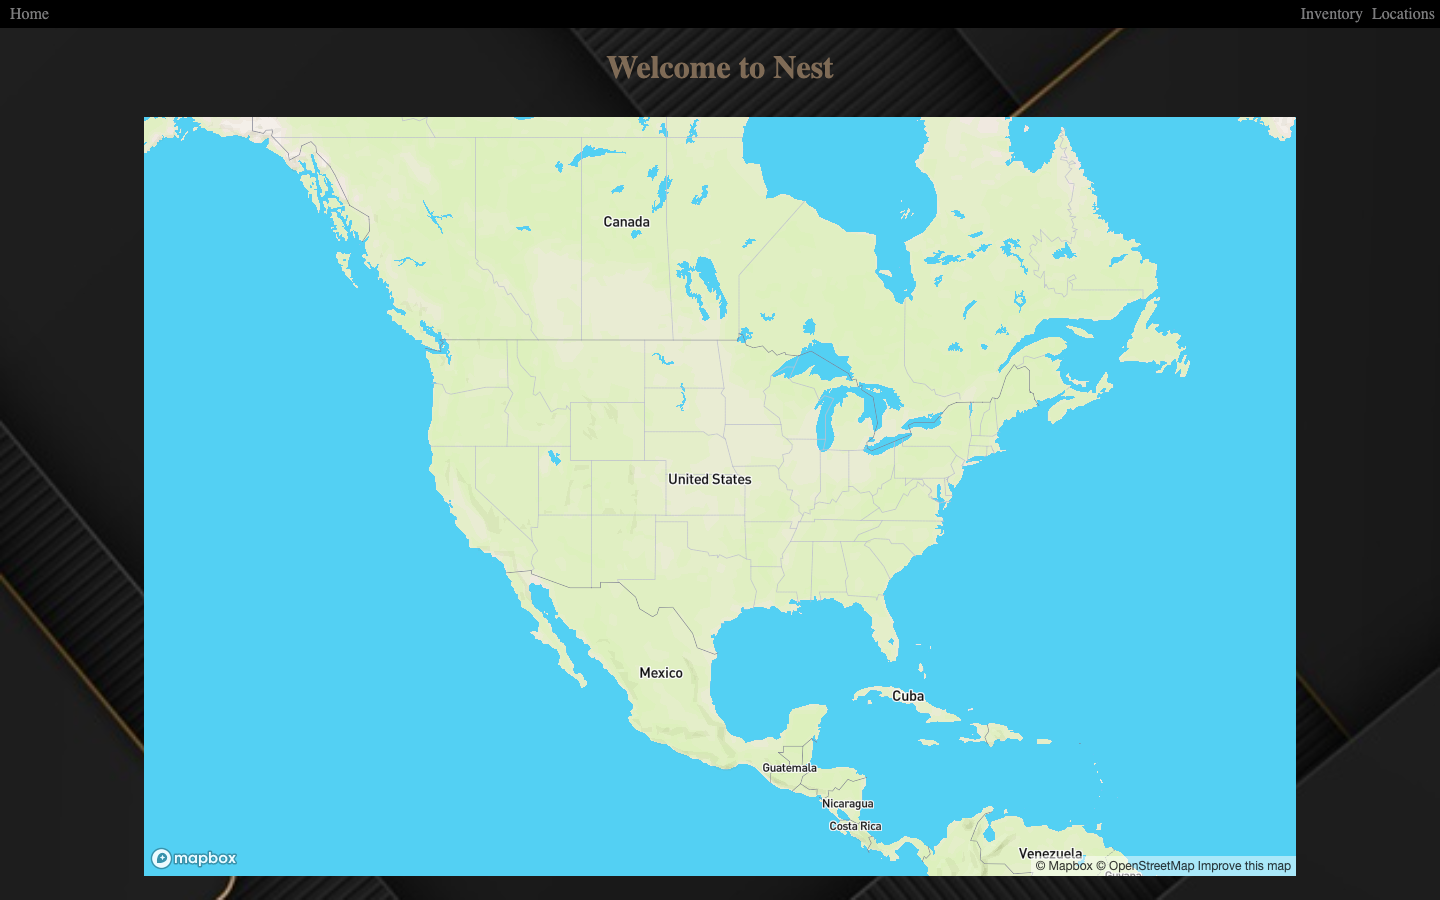 Home
Inventory Locations
Welcome to Nest
Canada
United States
Mexico
Cuba
Guatemala
Nicaragua
Costa Rica
Venezuela
mapbox
© Mapbox © OpenStreetMap Improve this map
Guyana